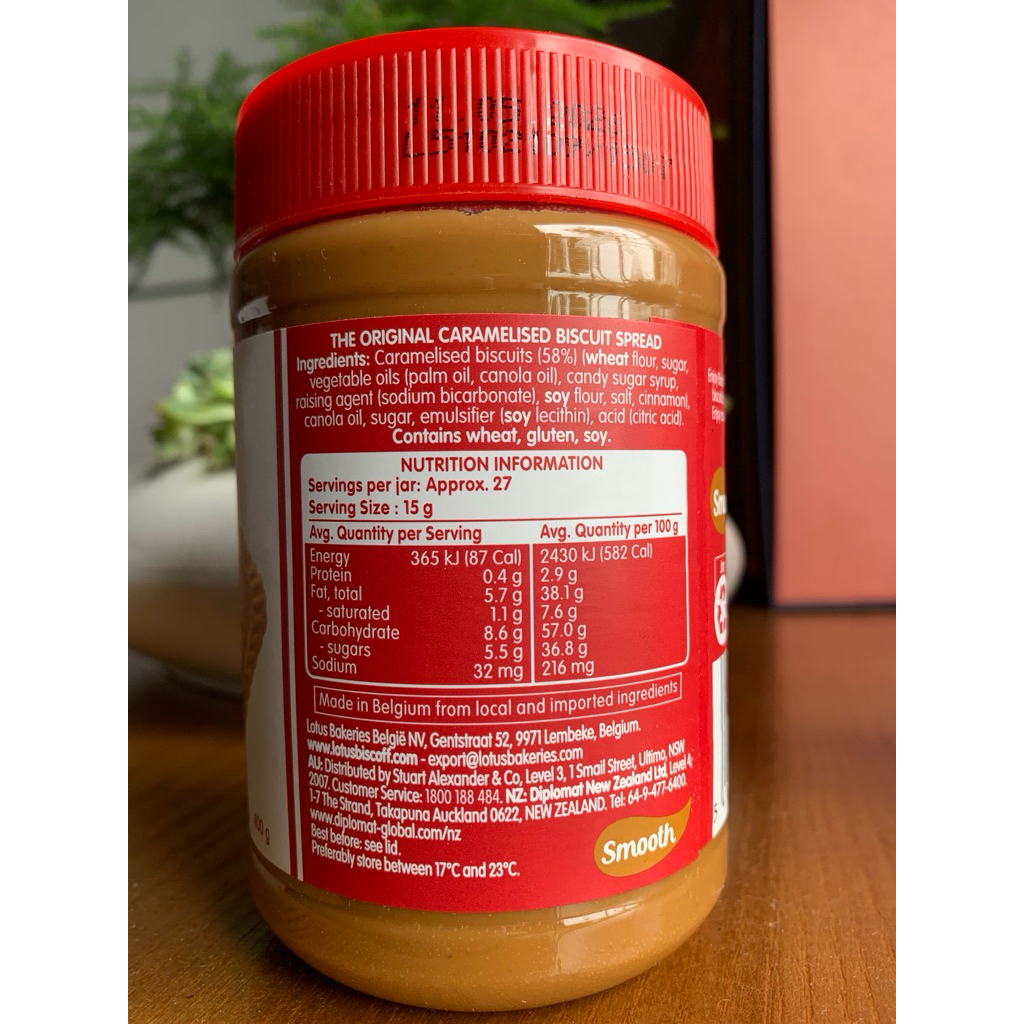 THE ORIGINAL CARAMELISED BISCUIT SPREAD
Ingredients: Caramelised biscuits (58%) (wheat flour, sugar,
vegetable oils (palm oil, canola oil), candy sugar syrup,
raising agent (sodium bicarbonate), soy flour, salt, cinnamon),
canola oil, sugar, emulsifier (soy lecithin), acid (citric acid).
Contains wheat, gluten, soy.
NUTRITION INFORMATION
Servings per jar: Approx. 27
Serving Size : 15 g
Avg. Quantity per Serving Avg. Quantity per 100 g
Energy 365 kJ (87 Cal) 2430 kJ (582 Cal)
Protein 0.4 g 2.9 g
Fat, total 5.7 g 38.1 g
- saturated 1.1 g 7.6 g
Carbohydrate 8.6 g 57.0 g
- sugars 5.5 g 36.8 g
Sodium 32 mg 216 mg
Made in Belgium from local and imported ingredients
Lotus Bakeries België NV, Gentstraat 52, 9971 Lembeke, Belgium.
www.lotusbiscoff.com - export@lotusbakeries.com
AU: Distributed by Stuart Alexander & Co, Level 3, 1 Smail Street, Ultimo, NSW
2007. Customer Service: 1800 188 484. NZ: Diplomat New Zealand Ltd, Level 4,
1-7 The Strand, Takapuna Auckland 0622, NEW ZEALAND. Tel: 64-9-477-6400.
www.diplomat-global.com/nz
Best before: see lid.
Preferably store between 17°C and 23°C.
Smooth
400 g